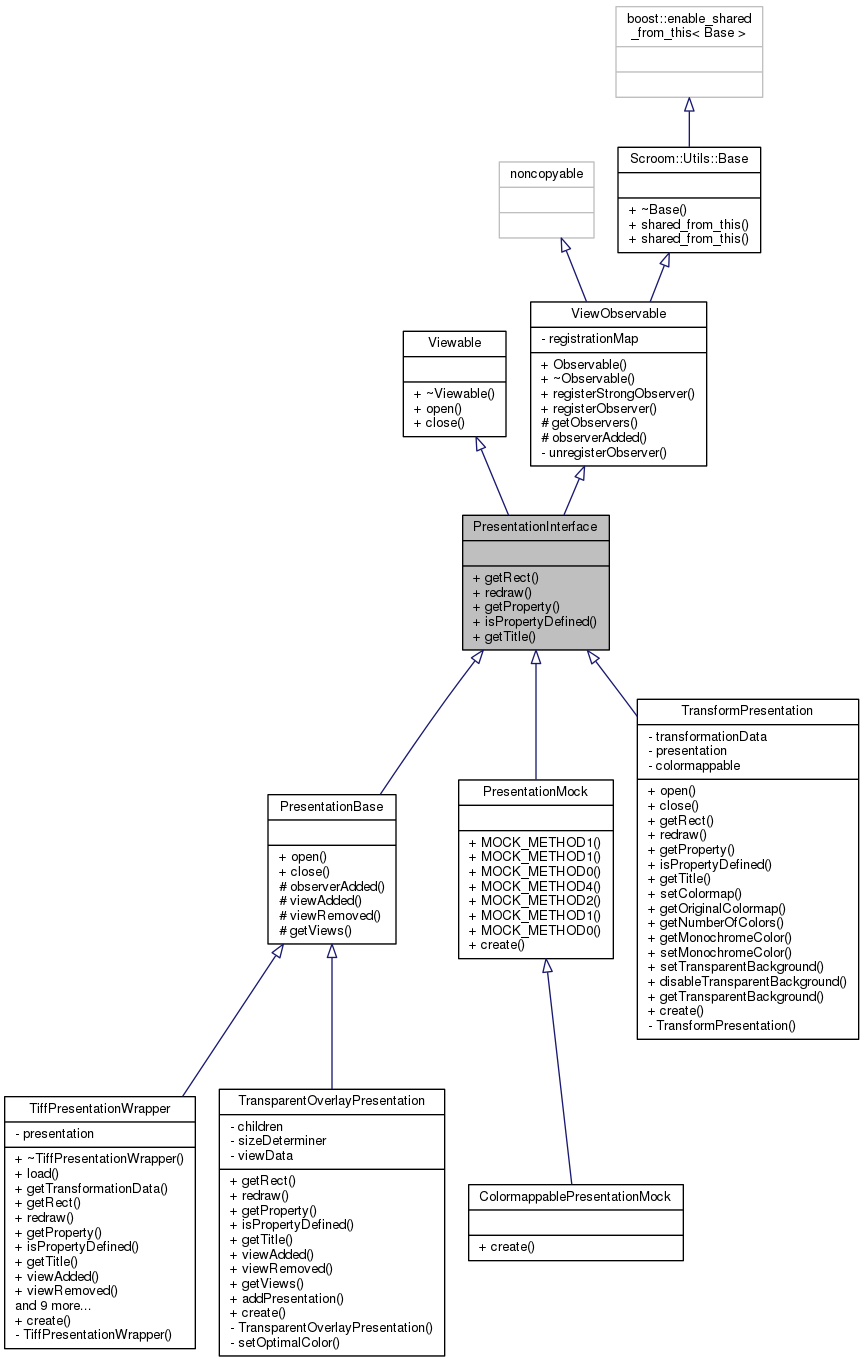 boost::enable_shared
_from_this< Base >
noncopyable
Scroom::Utils::Base
+ ~Base()
+ shared_from_this()
+ shared_from_this()
Viewable
+ ~Viewable()
+ open()
+ close()
ViewObservable
- registrationMap
+ Observable()
+ ~Observable()
+ registerStrongObserver()
+ registerObserver()
# getObservers()
# observerAdded()
- unregisterObserver()
PresentationInterface
+ getRect()
+ redraw()
+ getProperty()
+ isPropertyDefined()
+ getTitle()
PresentationBase
+ open()
+ close()
# observerAdded()
# viewAdded()
# viewRemoved()
# getViews()
PresentationMock
+ MOCK_METHOD1()
+ MOCK_METHOD1()
+ MOCK_METHOD0()
+ MOCK_METHOD4()
+ MOCK_METHOD2()
+ MOCK_METHOD1()
+ MOCK_METHOD0()
+ create()
TransformPresentation
- transformationData
- presentation
- colormappable
+ open()
+ close()
+ getRect()
+ redraw()
+ getProperty()
+ isPropertyDefined()
+ getTitle()
+ setColormap()
+ getOriginalColormap()
+ getNumberOfColors()
+ getMonochromeColor()
+ setMonochromeColor()
+ setTransparentBackground()
+ disableTransparentBackground()
+ getTransparentBackground()
+ create()
- TransformPresentation()
TiffPresentationWrapper
- presentation
+ ~TiffPresentationWrapper()
+ load()
+ getTransformationData()
+ getRect()
+ redraw()
+ getProperty()
+ isPropertyDefined()
+ getTitle()
+ viewAdded()
+ viewRemoved()
and 9 more...
+ create()
- TiffPresentationWrapper()
TransparentOverlayPresentation
- children
- sizeDeterminer
- viewData
+ getRect()
+ redraw()
+ getProperty()
+ isPropertyDefined()
+ getTitle()
+ viewAdded()
+ viewRemoved()
+ getViews()
+ addPresentation()
+ create()
- TransparentOverlayPresentation()
- setOptimalColor()
ColormappablePresentationMock
+ create()